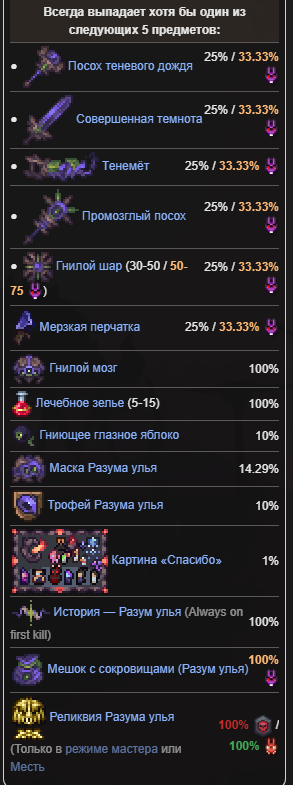 Всегда выпадает хотя бы один из
следующих 5 предметов:
Посох теневого дождя 25% / 33.33%
Совершенная темнота 25% / 33.33%
Тенемёт 25% / 33.33%
Промозглый посох 25% / 33.33%
Гнилой шар (30-50 / 50-
75 ) 25% / 33.33%
Мерзкая перчатка 25% / 33.33%
Гнилой мозг 100%
Лечебное зелье (5-15) 100%
Гниющее глазное яблоко 10%
Маска Разума улья 14.29%
Трофей Разума улья 10%
Картина «Спасибо» 1%
История — Разум улья (Always on
first kill) 100%
Мешок с сокровищами (Разум улья) 100%
Реликвия Разума улья 100% /
(Только в режиме мастера или 100%
Месть